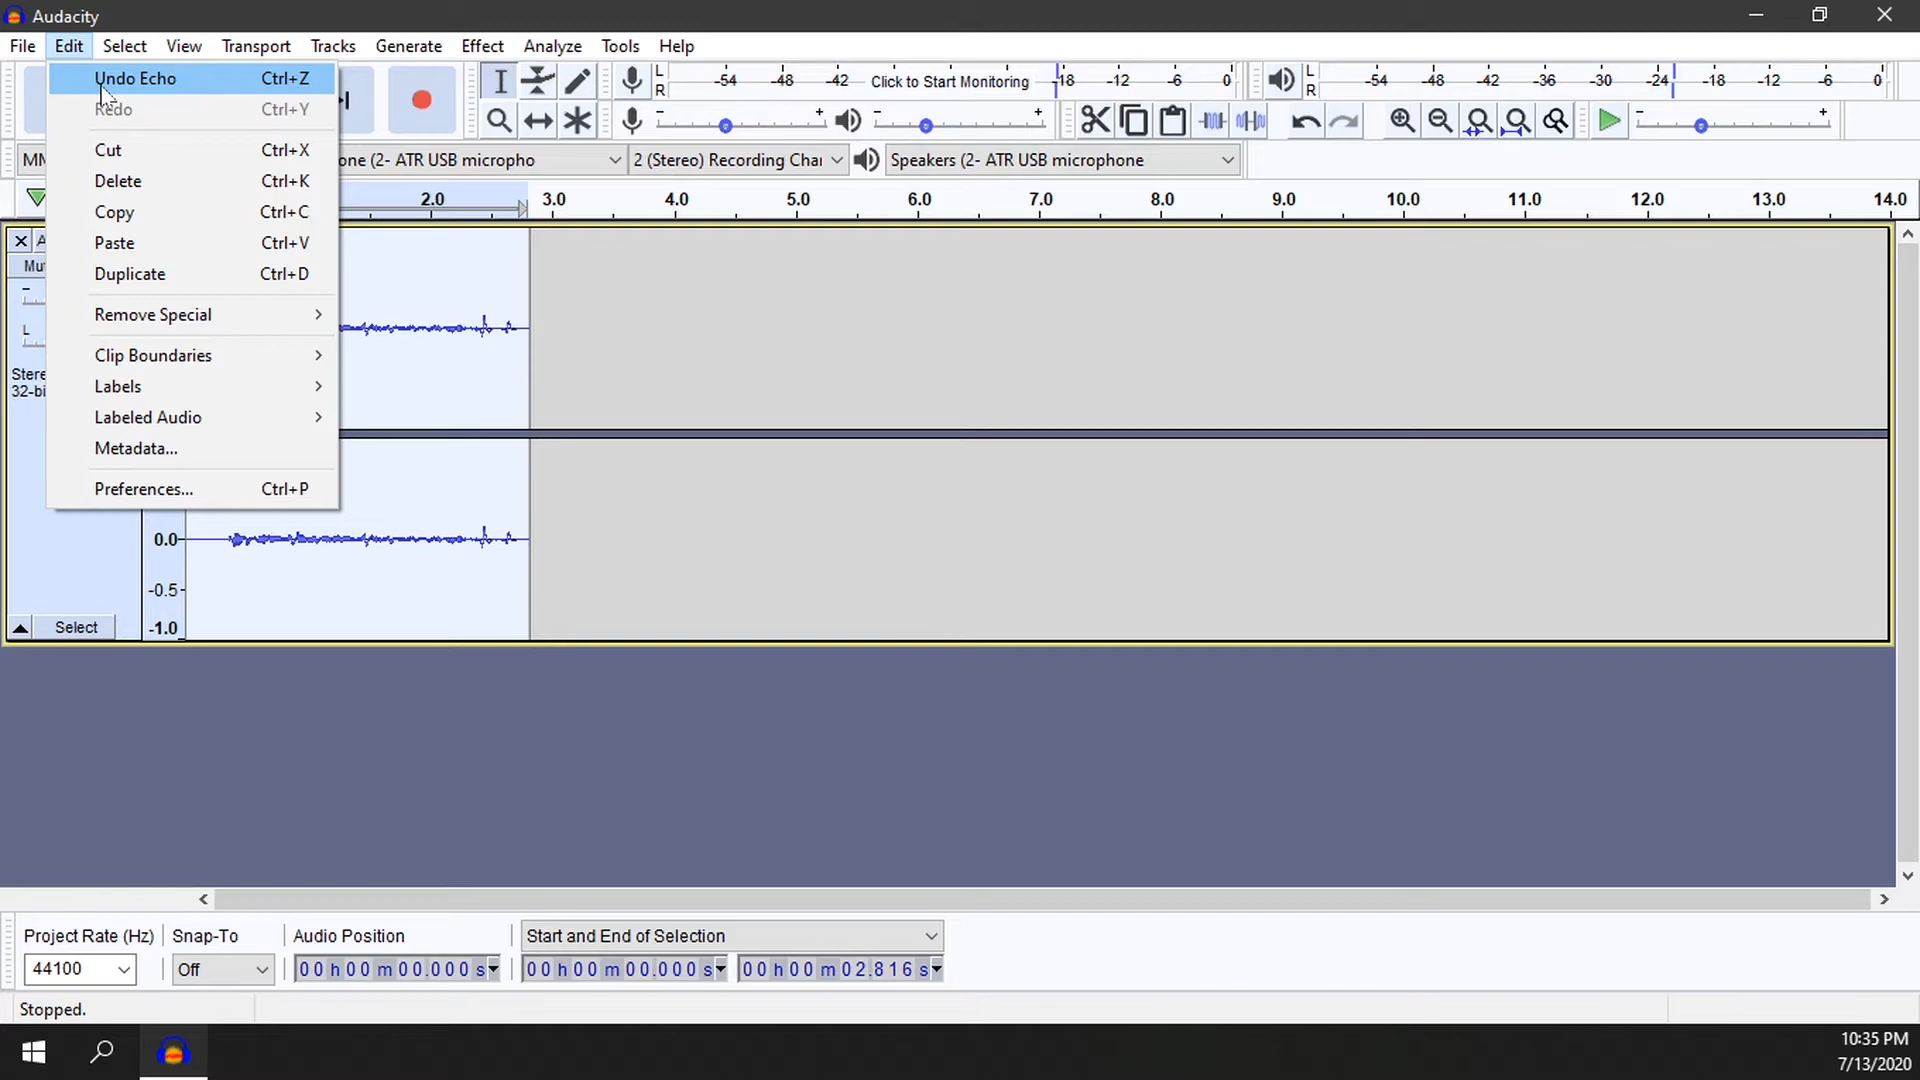 Audacity
File Edit Select View Transport Tracks Generate Effect Analyze Tools Help
Undo Echo Ctrl+Z
Redo Ctrl+Y
Cut Ctrl+X
Delete Ctrl+K
Copy Ctrl+C
Paste Ctrl+V
Duplicate Ctrl+D
Remove Special
Clip Boundaries
Labels
Labeled Audio
Metadata...
Preferences... Ctrl+P
L
R
-54 -48 -42 Click to Start Monitoring -18 -12 -6 0
L
R
-54 -48 -42 -36 -30 -24 -18 -12 -6 0
- + - + - +
MM one (2- ATR USB micropho 2 (Stereo) Recording Chai Speakers (2- ATR USB microphone
2.0 3.0 4.0 5.0 6.0 7.0 8.0 9.0 10.0 11.0 12.0 13.0 14.0
A
Mu
-
L
Stere
32-bi
0.0
-0.5
-1.0
Select
Project Rate (Hz) Snap-To Audio Position Start and End of Selection
44100 Off 00 h 00 m 00.000 s 00 h 00 m 00.000 s 00 h 00 m 02.816 s
Stopped.
10:35 PM
7/13/2020